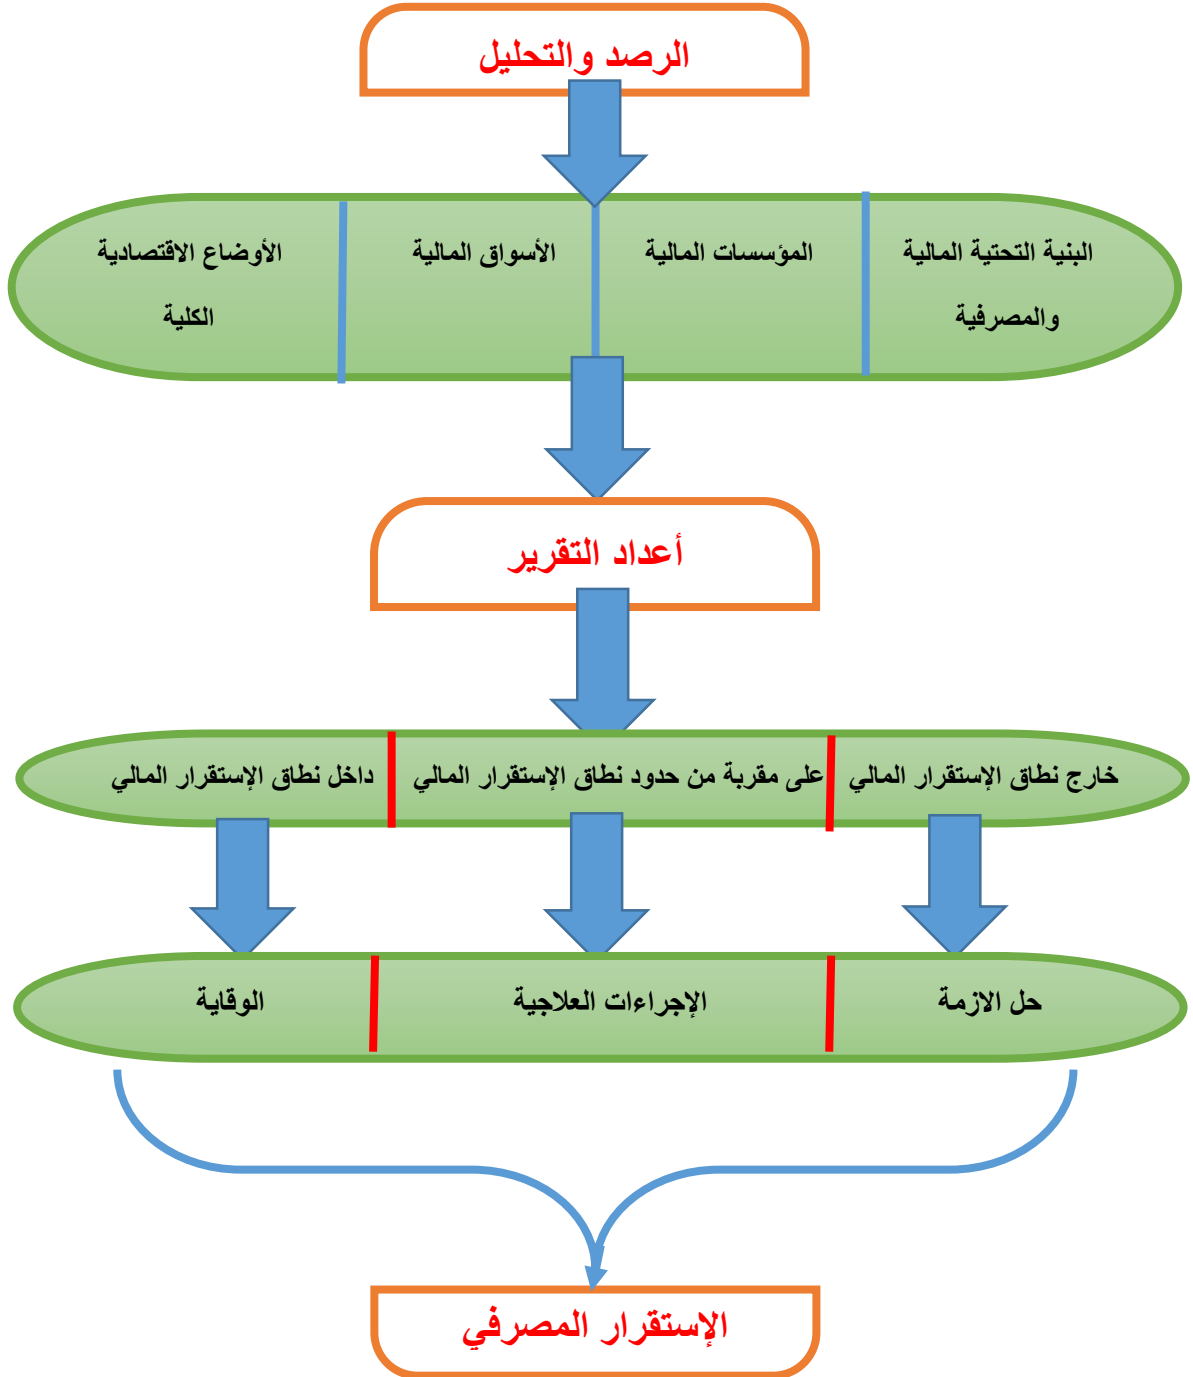 الرصد والتحليل
البنية التحتية المالية
والمصرفية
المؤسسات المالية
الأسواق المالية
الأوضاع الاقتصادية
الكلية
أعداد التقرير
خارج نطاق الإستقرار المالي
على مقربة من حدود نطاق الإستقرار المالي
داخل نطاق الإستقرار المالي
حل الازمة
الإجراءات العلاجية
الوقاية
الإستقرار المصرفي